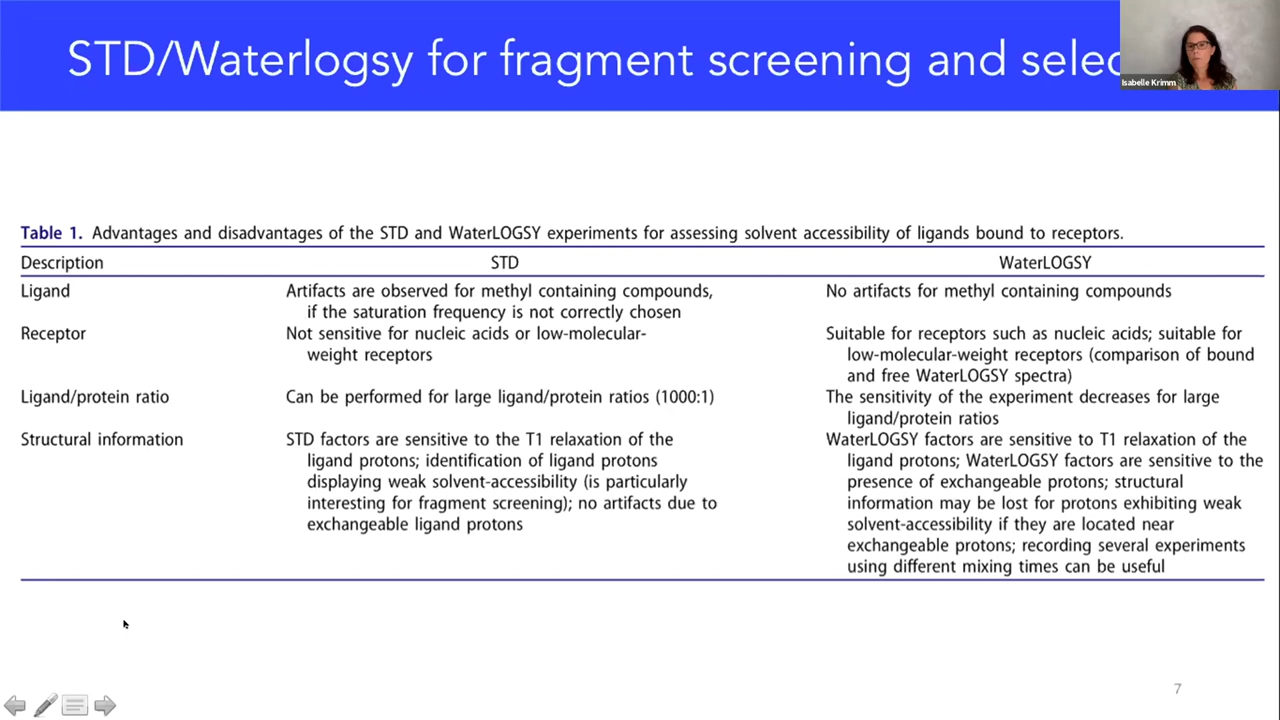 STD/Waterlogsy for fragment screening and selec
Isabelle Krimm
Table 1. Advantages and disadvantages of the STD and WaterLOGSY experiments for assessing solvent accessibility of ligands bound to receptors.
Description STD WaterLOGSY
Ligand Artifacts are observed for methyl containing compounds, No artifacts for methyl containing compounds
if the saturation frequency is not correctly chosen
Receptor Not sensitive for nucleic acids or low-molecular- Suitable for receptors such as nucleic acids; suitable for
weight receptors low-molecular-weight receptors (comparison of bound
and free WaterLOGSY spectra)
Ligand/protein ratio Can be performed for large ligand/protein ratios (1000:1) The sensitivity of the experiment decreases for large
ligand/protein ratios
Structural information STD factors are sensitive to the T1 relaxation of the WaterLOGSY factors are sensitive to T1 relaxation of the
ligand protons; identification of ligand protons ligand protons; WaterLOGSY factors are sensitive to the
displaying weak solvent-accessibility (is particularly presence of exchangeable protons; structural
interesting for fragment screening); no artifacts due to information may be lost for protons exhibiting weak
exchangeable ligand protons solvent-accessibility if they are located near
exchangeable protons; recording several experiments
using different mixing times can be useful
7